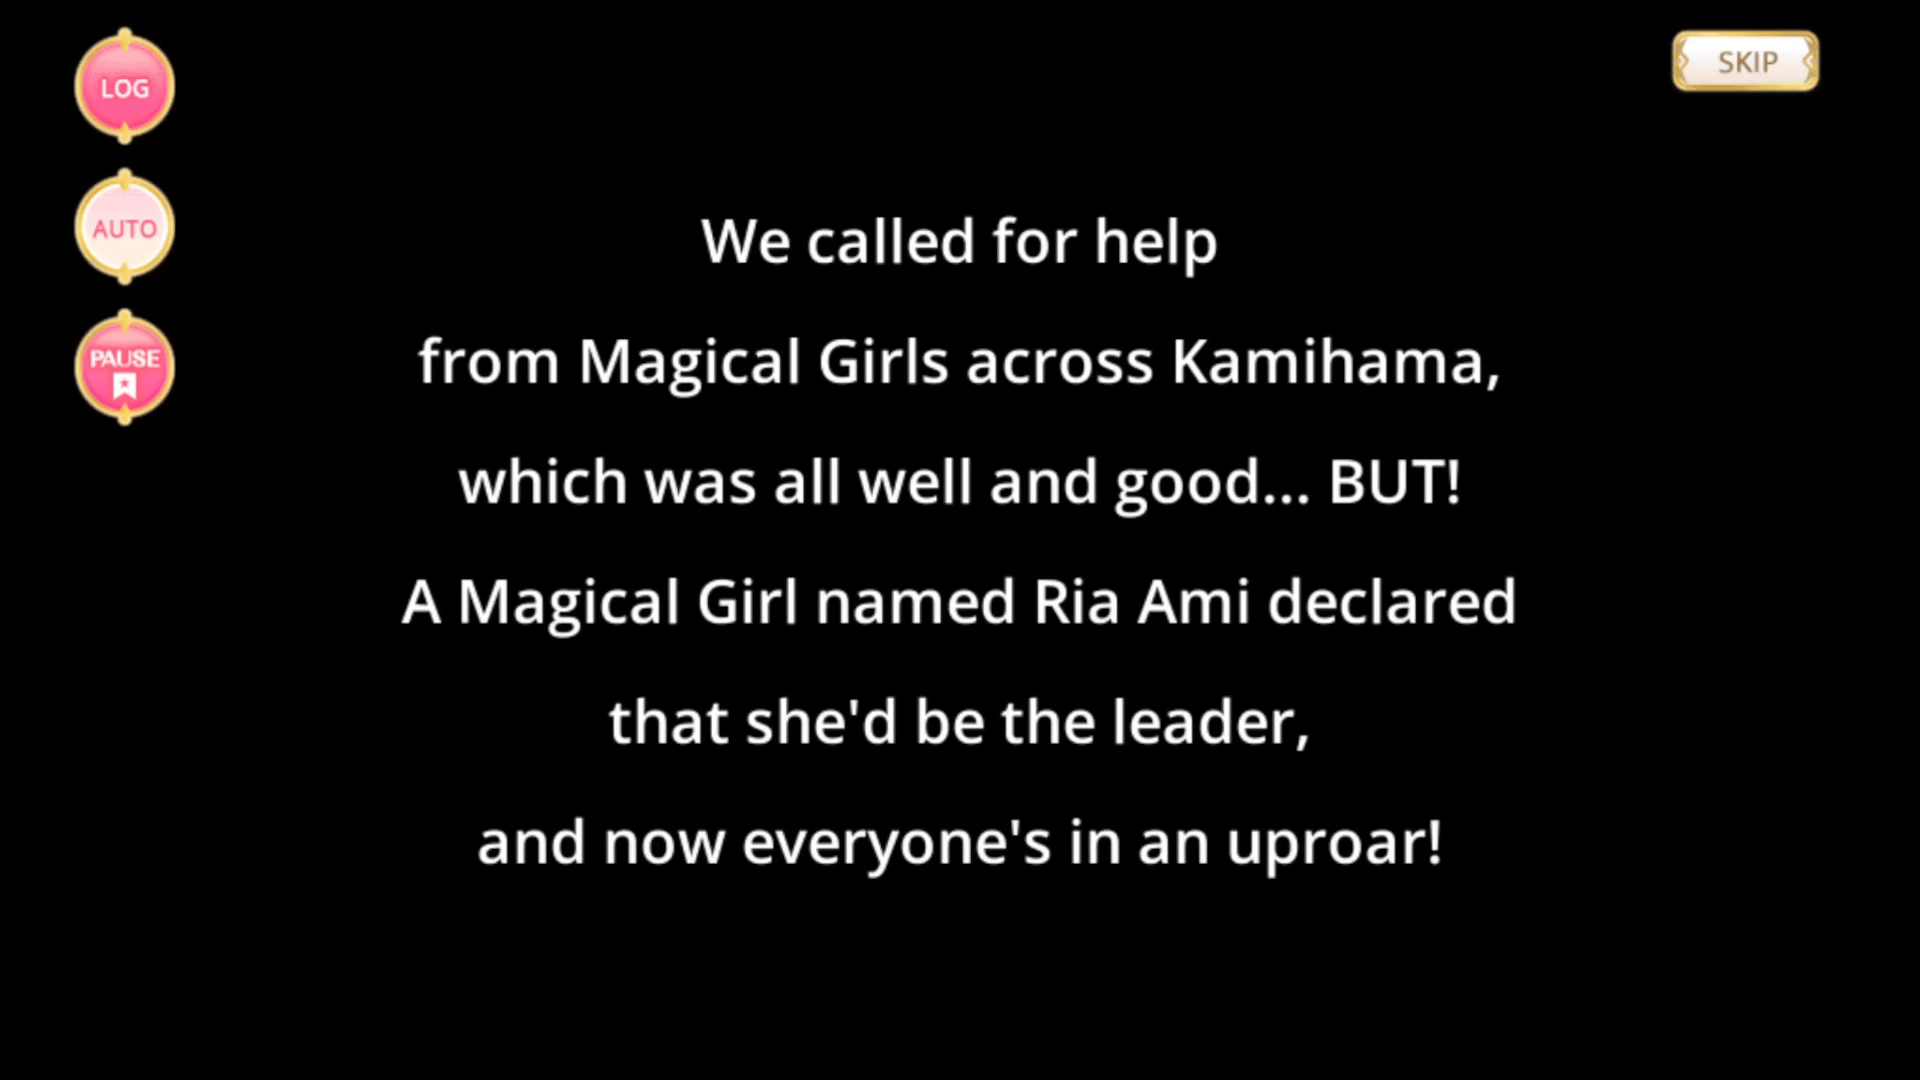 LOG
SKIP
AUTO
PAUSE
We called for help
from Magical Girls across Kamihama,
which was all well and good... BUT!
A Magical Girl named Ria Ami declared
that she'd be the leader,
and now everyone's in an uproar!